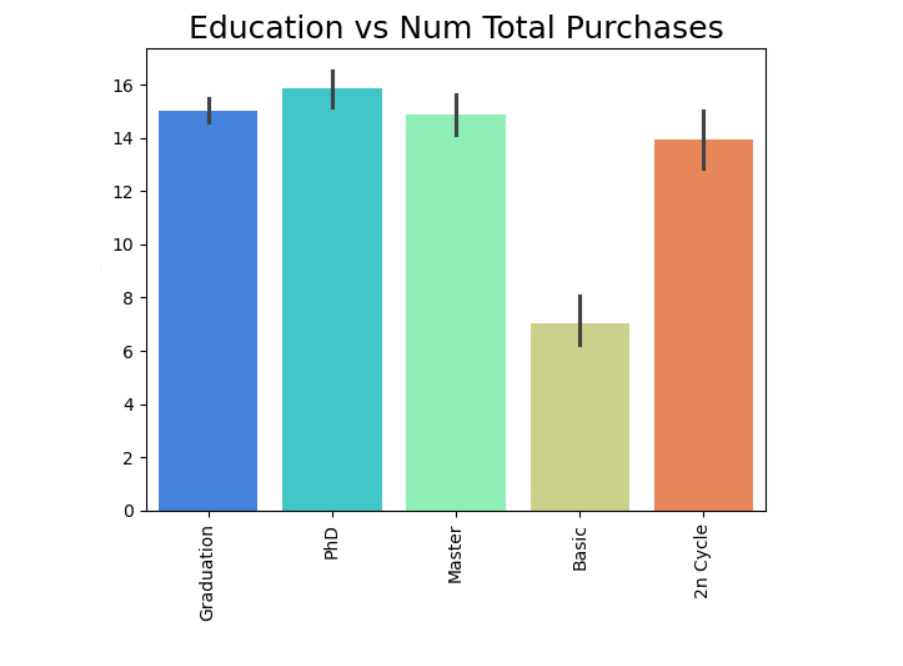 Education vs Num Total Purchases
16
14
12
10
8
6
4
2
0
Graduation
PhD
Master
Basic
2n Cycle